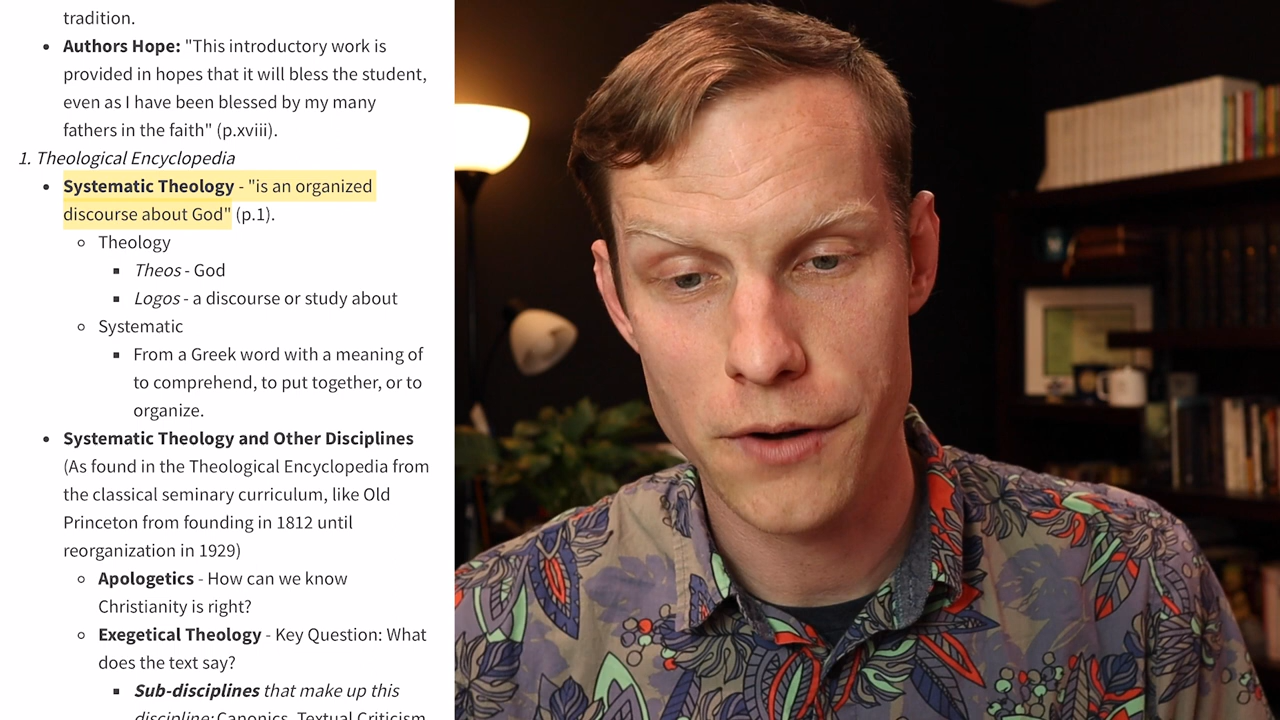 tradition.
• Authors Hope: "This introductory work is
provided in hopes that it will bless the student,
even as I have been blessed by my many
fathers in the faith" (p.xviii).
1. Theological Encyclopedia
• Systematic Theology - "is an organized
discourse about God" (p.1).
○ Theology
▪ Theos - God
▪ Logos - a discourse or study about
○ Systematic
▪ From a Greek word with a meaning of
to comprehend, to put together, or to
organize.
• Systematic Theology and Other Disciplines
(As found in the Theological Encyclopedia from
the classical seminary curriculum, like Old
Princeton from founding in 1812 until
reorganization in 1929)
○ Apologetics - How can we know
Christianity is right?
○ Exegetical Theology - Key Question: What
does the text say?
▪ Sub-disciplines that make up this
discipline: Canonics, Textual Criticism